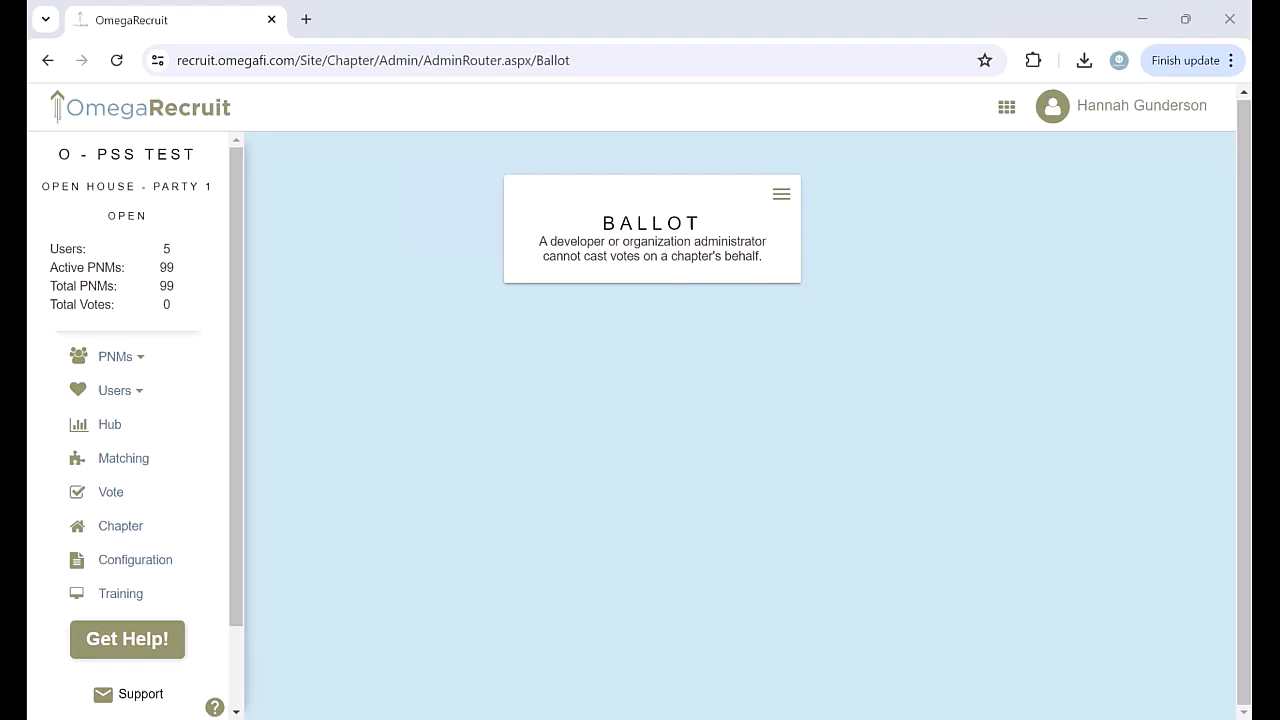 OmegaRecruit
recruit.omegafi.com/Site/Chapter/Admin/AdminRouter.aspx/Ballot
Finish update
OmegaRecruit
Hannah Gunderson
O - PSS TEST
OPEN HOUSE - PARTY 1
OPEN
Users: 5
Active PNMs: 99
Total PNMs: 99
Total Votes: 0
PNMs
Users
Hub
Matching
Vote
Chapter
Configuration
Training
Get Help!
Support
?
BALLOT
A developer or organization administrator
cannot cast votes on a chapter's behalf.